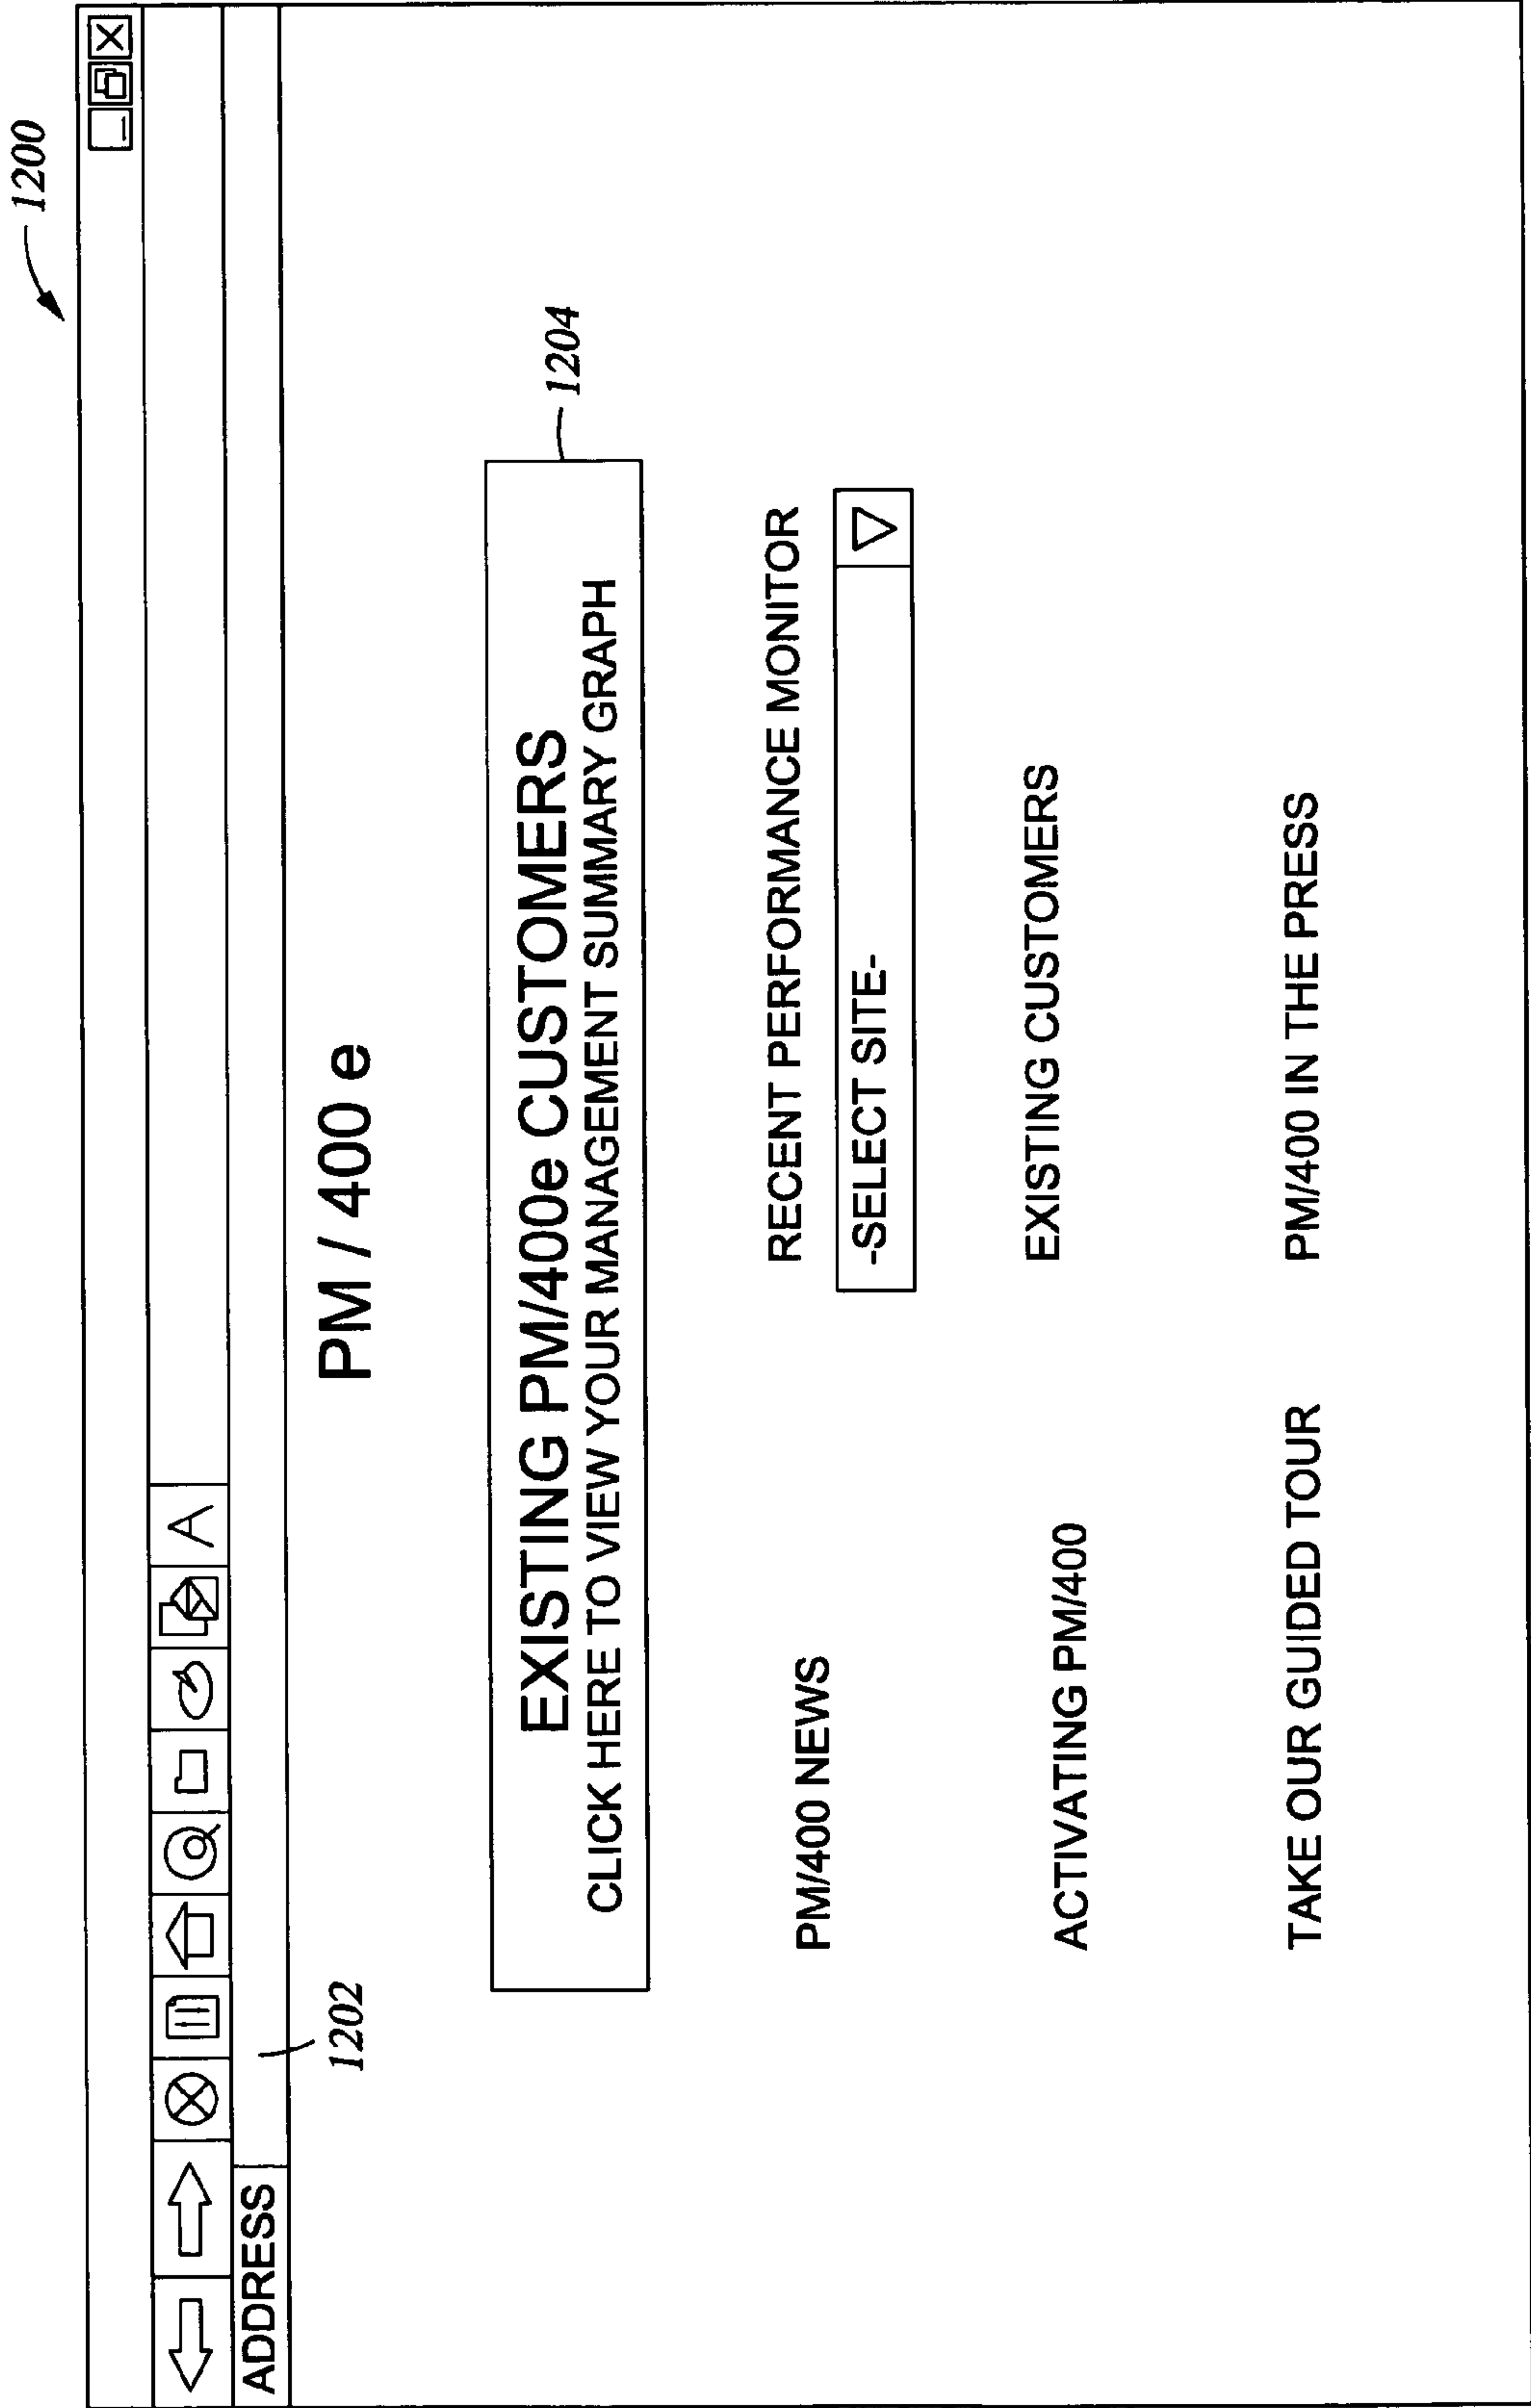 1200
ADDRESS
1202
PM / 400 e
EXISTING PM/400e CUSTOMERS
CLICK HERE TO VIEW YOUR MANAGEMENT SUMMARY GRAPH
1204
PM/400 NEWS
RECENT PERFORMANCE MONITOR
-SELECT SITE-
ACTIVATING PM/400
EXISTING CUSTOMERS
TAKE OUR GUIDED TOUR
PM/400 IN THE PRESS